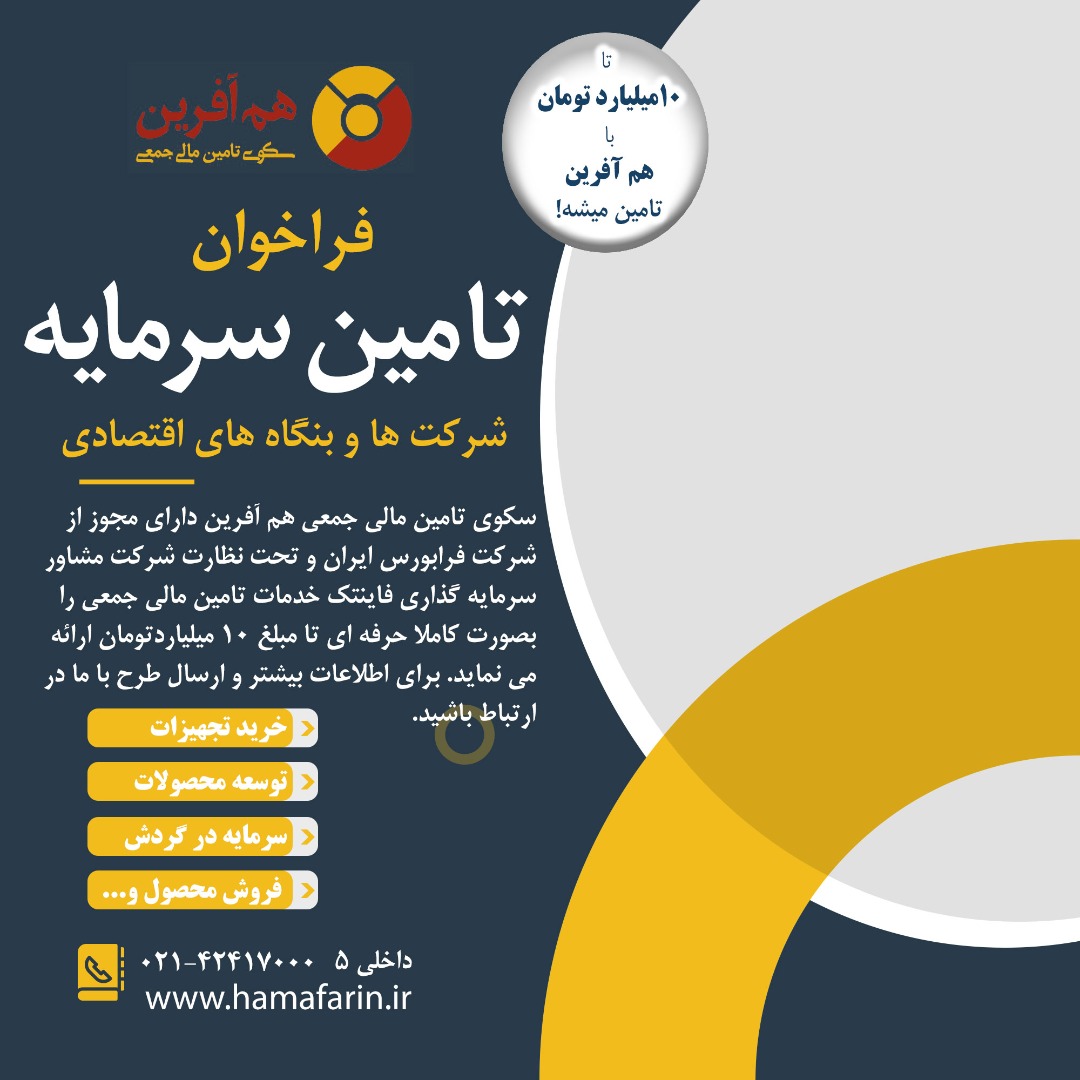 هم آفرین
سکوی تامین مالی جمعی
تا
۱۰میلیارد تومان
با
هم آفرین
تامین میشه!
فراخوان
تامین سرمایه
شرکت ها و بنگاه های اقتصادی
سکوی تامین مالی جمعی هم آفرین دارای مجوز از
شرکت فرابورس ایران و تحت نظارت شرکت مشاور
سرمایه گذاری فاینتک خدمات تامین مالی جمعی را
بصورت کاملا حرفه ای تا مبلغ ۱۰ میلیاردتومان ارائه
می نماید. برای اطلاعات بیشتر و ارسال طرح با ما در
ارتباط باشید.
خرید تجهیزات
توسعه محصولات
سرمایه در گردش
فروش محصول و...
۰۲۱-۴۲۴۱۷۰۰۰ داخلی ۵
www.hamafarin.ir